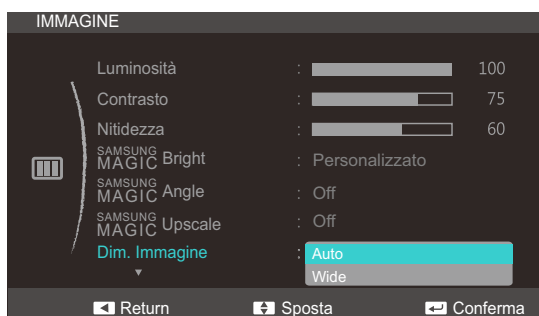 IMMAGINE
Luminosità : 100
Contrasto : 75
Nitidezza : 60
SAMSUNG MAGIC Bright : Personalizzato
SAMSUNG MAGIC Angle : Off
SAMSUNG MAGIC Upscale : Off
Dim. Immagine : Auto
Wide
Return Sposta Conferma